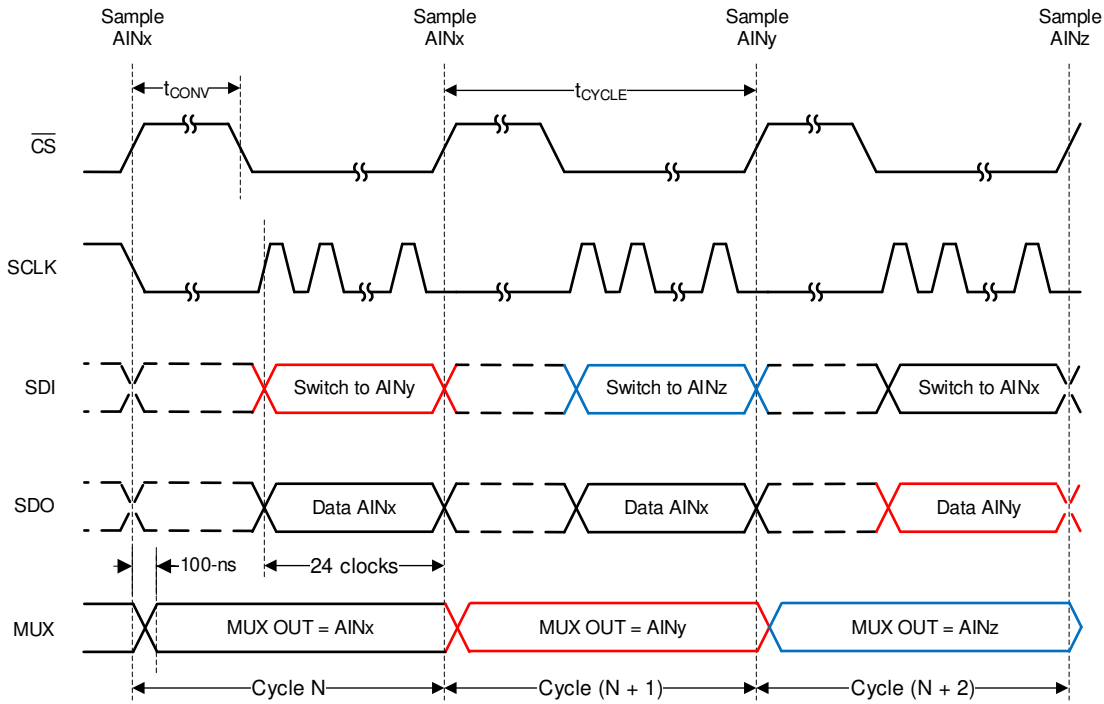 Sample
AINx
Sample
AINx
Sample
AINy
Sample
AINz
tCONV
tCYCLE
CS
SCLK
SDI
Switch to AINy
Switch to AINz
Switch to AINx
SDO
Data AINx
Data AINx
Data AINy
100-ns
24 clocks
MUX
MUX OUT = AINx
MUX OUT = AINy
MUX OUT = AINz
Cycle N
Cycle (N + 1)
Cycle (N + 2)